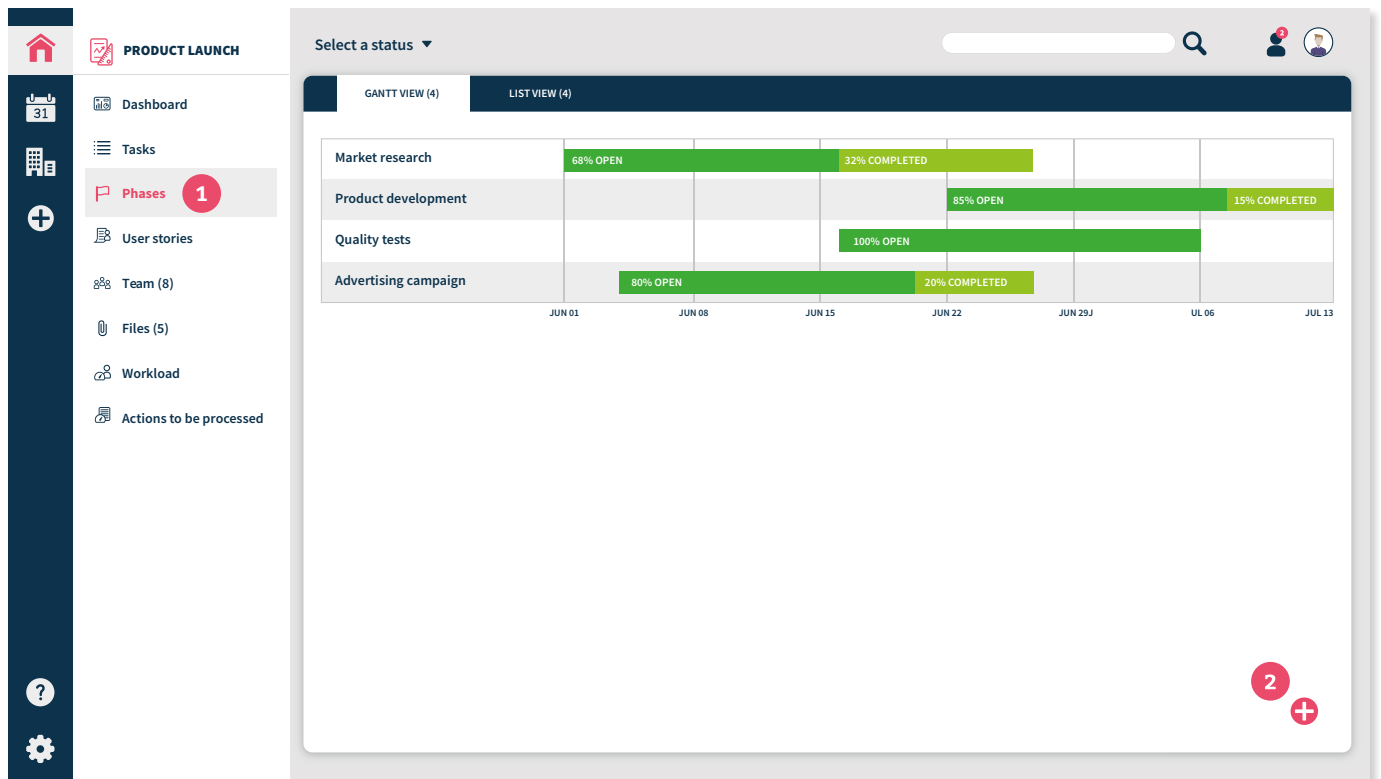 PRODUCT LAUNCH
Select a status
2
31
Dashboard
Tasks
Phases 1
User stories
Team (8)
Files (5)
Workload
Actions to be processed
?
GANTT VIEW (4) LIST VIEW (4)
Market research 68% OPEN 32% COMPLETED
Product development 85% OPEN 15% COMPLETED
Quality tests 100% OPEN
Advertising campaign 80% OPEN 20% COMPLETED
JUN 01 JUN 08 JUN 15 JUN 22 JUN 29J UL 06 JUL 13
2